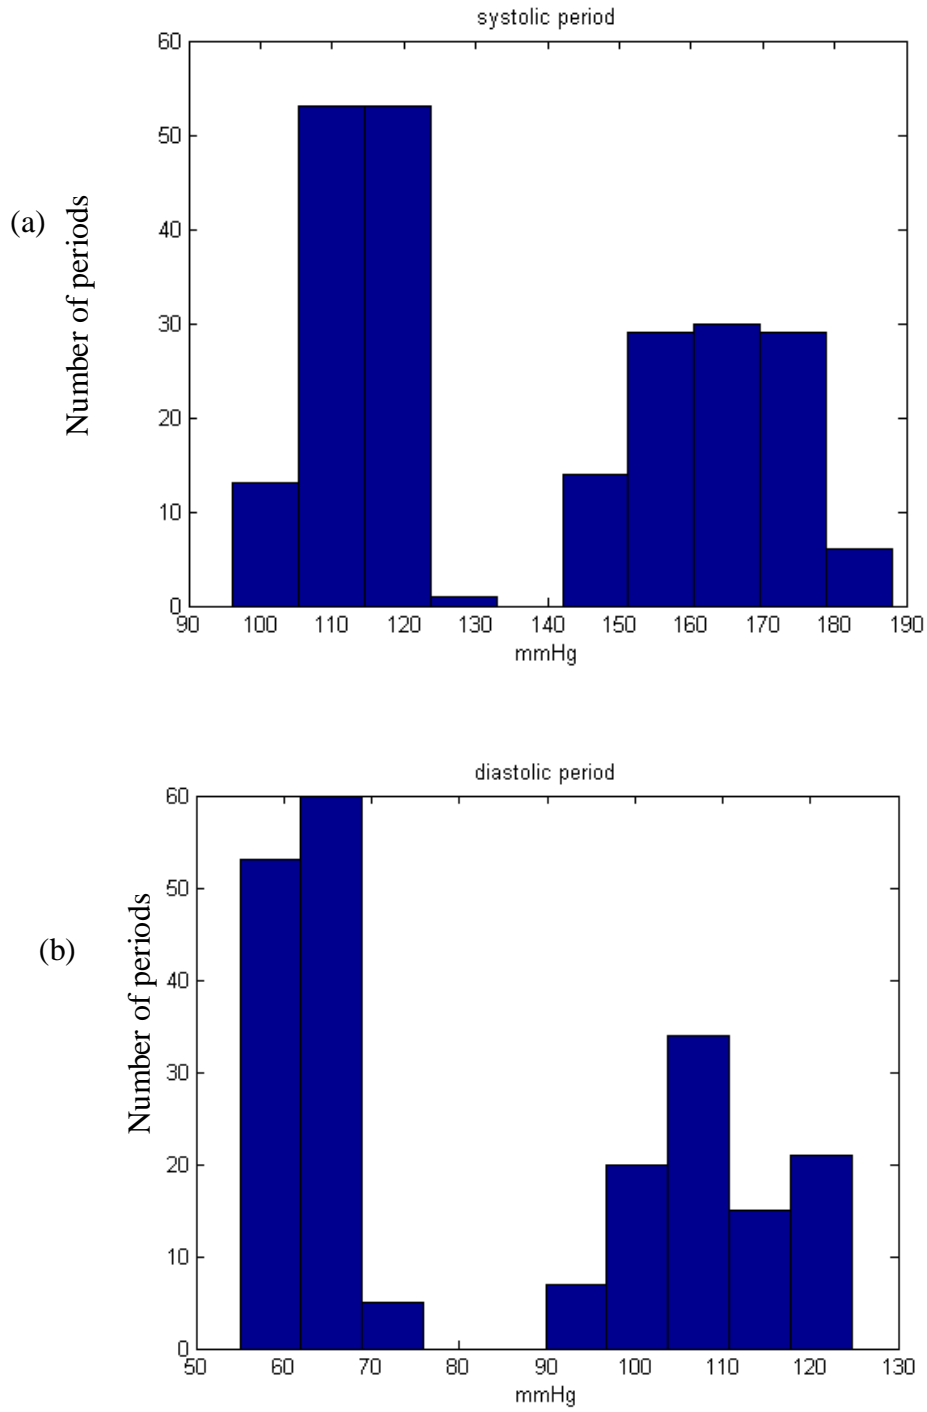 systolic period
60
50
40
30
20
10
0
(a)
Number of periods
90 100 110 120 130 140 150 160 170 180 190
mmHg
diastolic period
60
50
40
30
20
10
0
(b)
Number of periods
50 60 70 80 90 100 110 120 130
mmHg